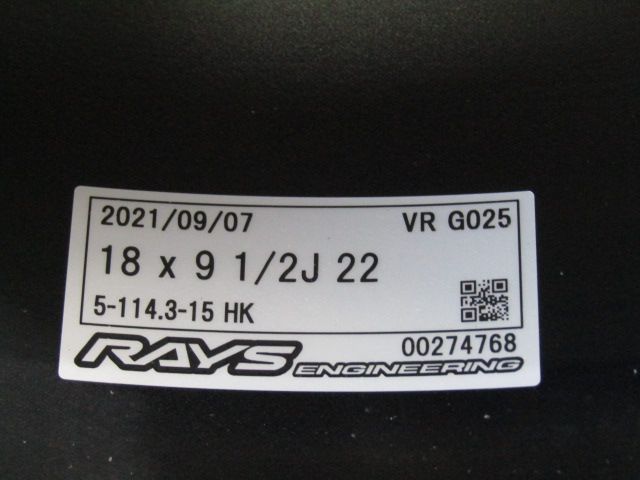 2021/09/07 VR G025
18 x 9 1/2J 22
5-114.3-15 HK
RAYS ENGINEERING 00274768